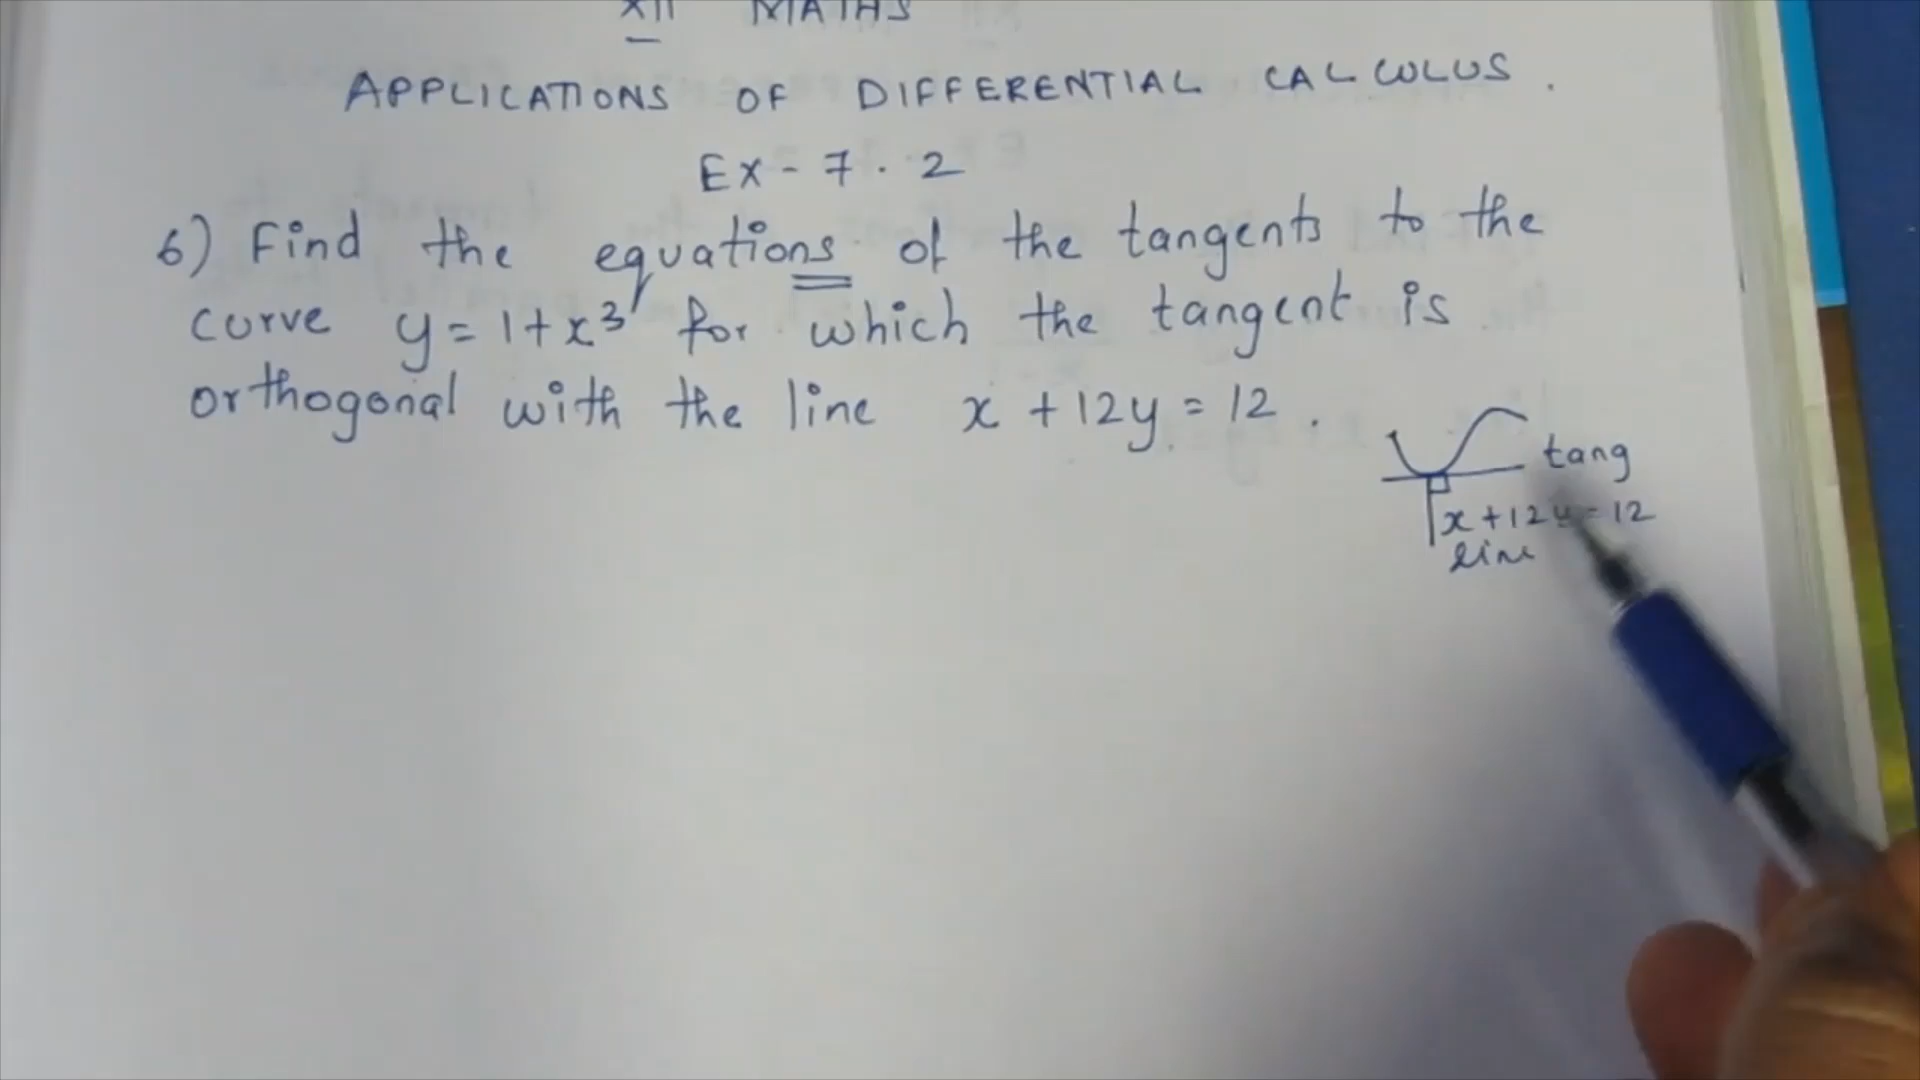 XII MATHS
APPLICATIONS OF DIFFERENTIAL CALCULUS.
Ex - 7.2
6) Find the equations of the tangents to the
curve y = 1+x³ for which the tangent is
orthogonal with the line x + 12y = 12.
tang
x + 12y = 12
line